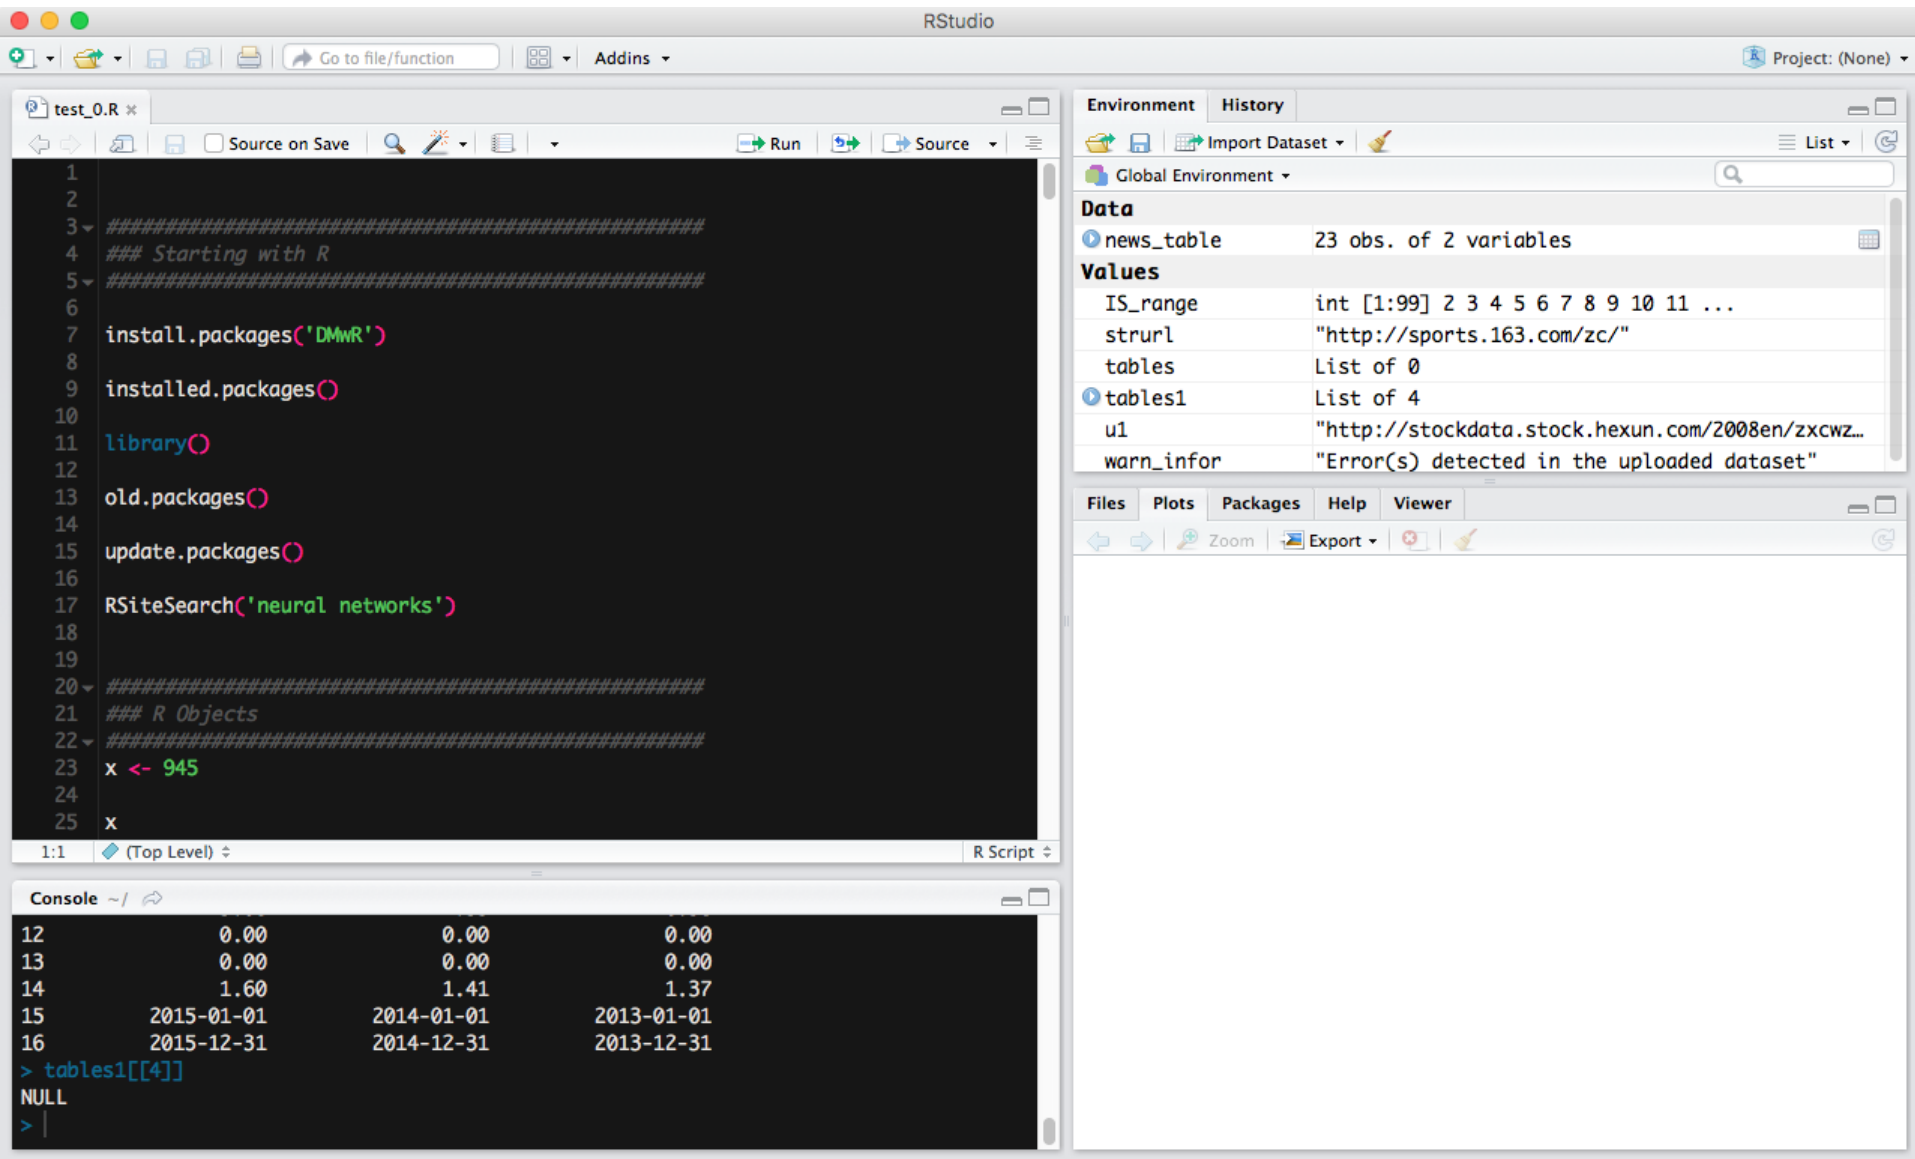 RStudio
Go to file/function
Addins
Project: (None)
test_0.R
Source on Save
Run
Source
1
2
3 ###################################################
4 ### Starting with R
5 ###################################################
6
7 install.packages('DMwR')
8
9 installed.packages()
10
11 library()
12
13 old.packages()
14
15 update.packages()
16
17 RSiteSearch('neural networks')
18
19
20 ###################################################
21 ### R Objects
22 ###################################################
23 x <- 945
24
25 x
1:1 (Top Level) R Script
Console ~/
12 0.00 0.00 0.00
13 0.00 0.00 0.00
14 1.60 1.41 1.37
15 2015-01-01 2014-01-01 2013-01-01
16 2015-12-31 2014-12-31 2013-12-31
> tables1[[4]]
NULL
>
Environment History
Import Dataset List
Global Environment
Data
news_table 23 obs. of 2 variables
Values
IS_range int [1:99] 2 3 4 5 6 7 8 9 10 11 ...
strurl "http://sports.163.com/zc/"
tables List of 0
tables1 List of 4
u1 "http://stockdata.stock.hexun.com/2008en/zxcwz…
warn_infor "Error(s) detected in the uploaded dataset"
Files Plots Packages Help Viewer
Zoom Export